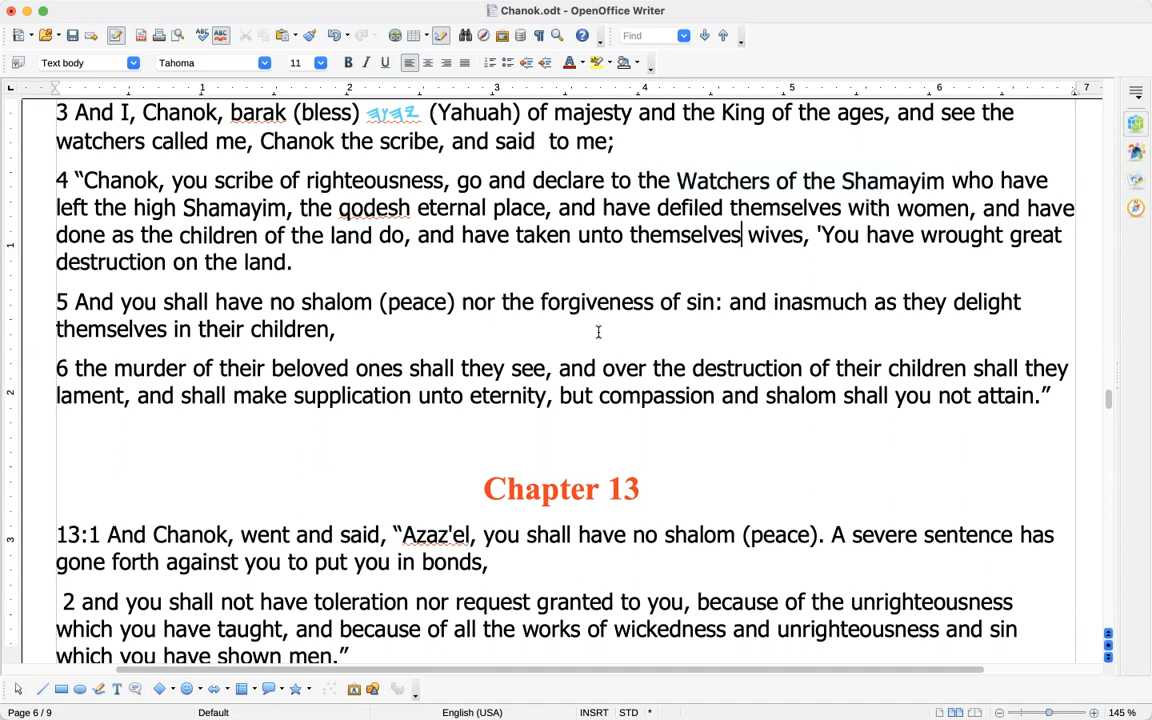 Chanok.odt - OpenOffice Writer
Find
Text body Tahoma 11
1 2 3 4 5 6 7
3 And I, Chanok, barak (bless) 𐤉𐤄𐤅𐤄 (Yahuah) of majesty and the King of the ages, and see the
watchers called me, Chanok the scribe, and said  to me;
4 “Chanok, you scribe of righteousness, go and declare to the Watchers of the Shamayim who have
left the high Shamayim, the qodesh eternal place, and have defiled themselves with women, and have
done as the children of the land do, and have taken unto themselves wives, 'You have wrought great
destruction on the land.
5 And you shall have no shalom (peace) nor the forgiveness of sin: and inasmuch as they delight
themselves in their children,
6 the murder of their beloved ones shall they see, and over the destruction of their children shall they
lament, and shall make supplication unto eternity, but compassion and shalom shall you not attain.”
Chapter 13
13:1 And Chanok, went and said, “Azaz'el, you shall have no shalom (peace). A severe sentence has
gone forth against you to put you in bonds,
2 and you shall not have toleration nor request granted to you, because of the unrighteousness
which you have taught, and because of all the works of wickedness and unrighteousness and sin
which you have shown men.”
Page 6 / 9 Default English (USA) INSRT STD * 145 %